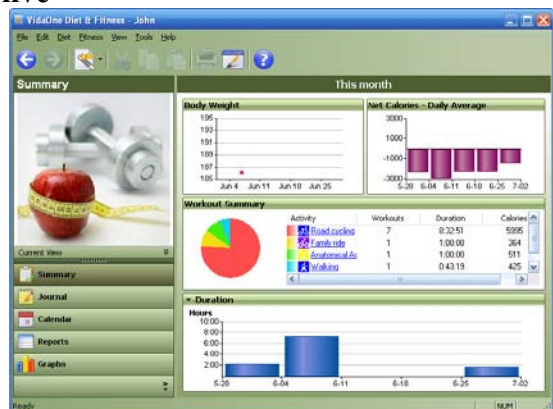 VidaOne Diet & Fitness - John
File Edit Diet Fitness View Tools Help
Summary
This month
Body Weight
195
193
191
189
187
185
Jun 4 Jun 11 Jun 18 Jun 25
Net Calories - Daily Average
3000
1000
-1000
-3000
5-28 6-04 6-11 6-18 6-25 7-02
Workout Summary
Activity Workouts Duration Calories
Road cycling 7 8:32:51 5995
Family ride 1 1:00:00 364
Anatomical Ac 1 1:00:00 511
Walking 1 0:43:19 425
Current View
Summary
Journal
Calendar
Reports
Graphs
Duration
Hours
10:00
8:00
6:00
4:00
2:00
5-28 6-04 6-11 6-18 6-25 7-02
Ready
NUM